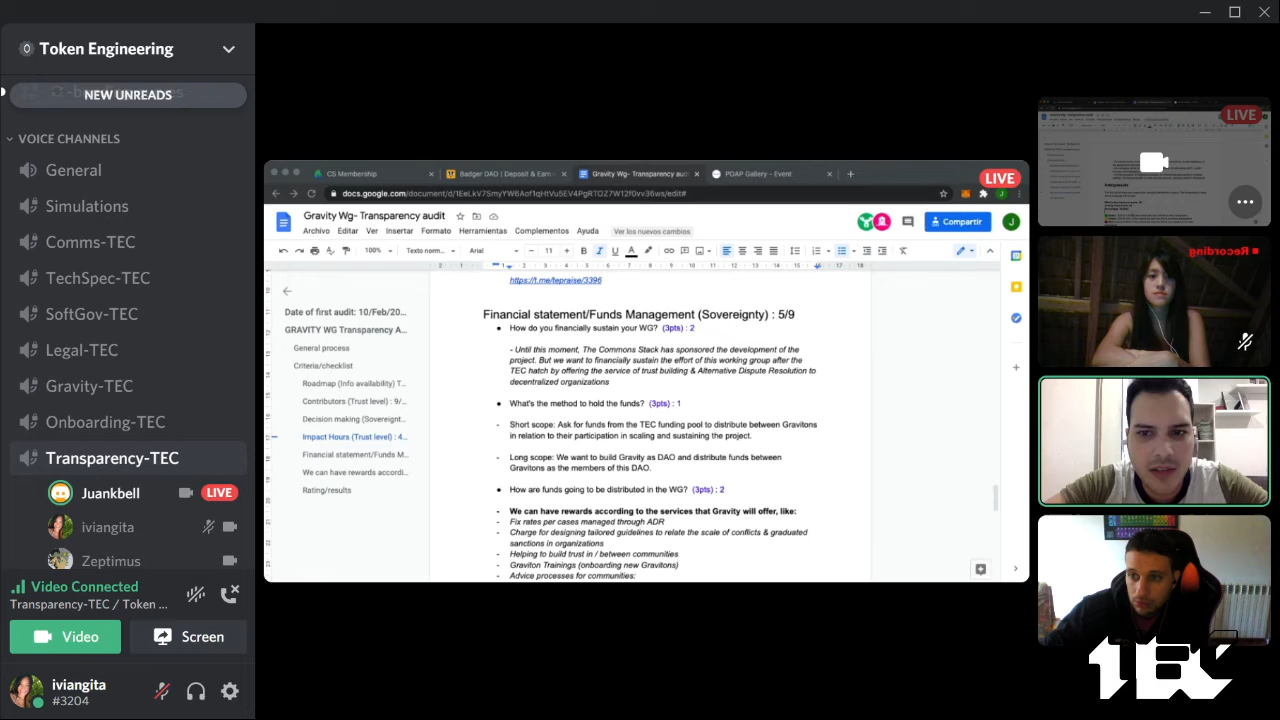 Token Engineering
NEW UNREADS
VOICE CHANNELS
General
Simulations
Comms-TEC
TechSpec-TEC
SoftGov-TEC
Legal-TEC
Gravity-TEC
Onboarding-TEC
Transparency-TEC
Juankbell
LIVE
iviangita
Zeptimus
Video Connected
Transparency-TEC / Token ...
Video
Screen
iviangita
#3204
CS Membership
Badger DAO | Deposit & Earn
Gravity Wg- Transparency audit
POAP Gallery - Event
LIVE
Gravity Wg- Transparency audit
Archivo Editar Ver Insertar Formato Herramientas Complementos Ayuda
Ver los nuevos cambios
Compartir
J
100%
Texto norm...
Arial
11
Date of first audit: 10/Feb/20...
GRAVITY WG Transparency A...
General process
Criteria/checklist
Roadmap (Info availability) T...
Contributors (Trust level) : 9/...
Decision making (Sovereignt...
Impact Hours (Trust level) : 4...
Financial statement/Funds M...
We can have rewards accordi...
Rating/results
https://t.me/tepraise/3396
Financial statement/Funds Management (Sovereignty) : 5/9
● How do you financially sustain your WG? (3pts) : 2
- Until this moment, The Commons Stack has sponsored the development of the
project. But we want to financially sustain the effort of this working group after the
TEC hatch by offering the service of trust building & Alternative Dispute Resolution to
decentralized organizations
● What's the method to hold the funds? (3pts) : 1
- Short scope: Ask for funds from the TEC funding pool to distribute between Gravitons
in relation to their participation in scaling and sustaining the project.
- Long scope: We want to build Gravity as DAO and distribute funds between
Gravitons as the members of this DAO.
● How are funds going to be distributed in the WG? (3pts) : 2
- We can have rewards according to the services that Gravity will offer, like:
- Fix rates per cases managed through ADR
- Charge for designing tailored guidelines to relate the scale of conflicts & graduated
sanctions in organizations
- Helping to build trust in / between communities
- Graviton Trainings (onboarding new Gravitons)
- Advice processes for communities:
LIVE
Recording
TEC